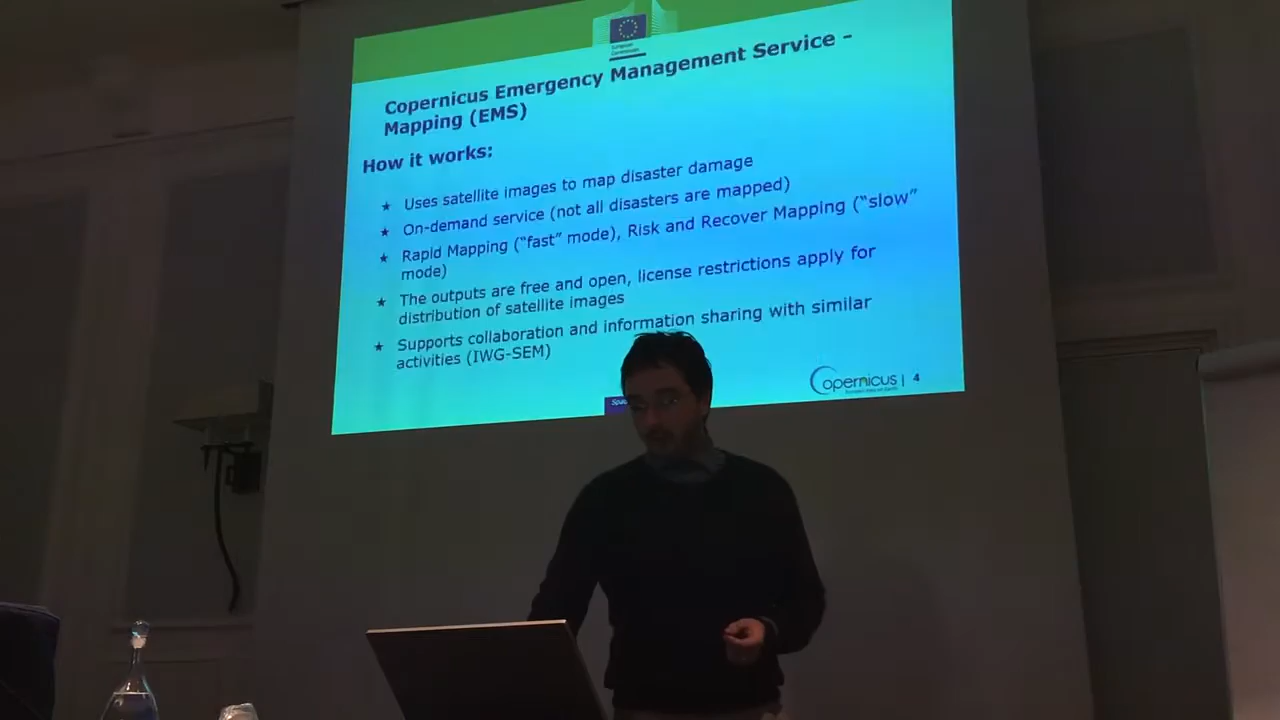 European
Commission
Copernicus Emergency Management Service -
Mapping (EMS)
How it works:
★ Uses satellite images to map disaster damage
★ On-demand service (not all disasters are mapped)
★ Rapid Mapping (“fast” mode), Risk and Recover Mapping (“slow”
mode)
★ The outputs are free and open, license restrictions apply for
distribution of satellite images
★ Supports collaboration and information sharing with similar
activities (IWG-SEM)
Copernicus | 4